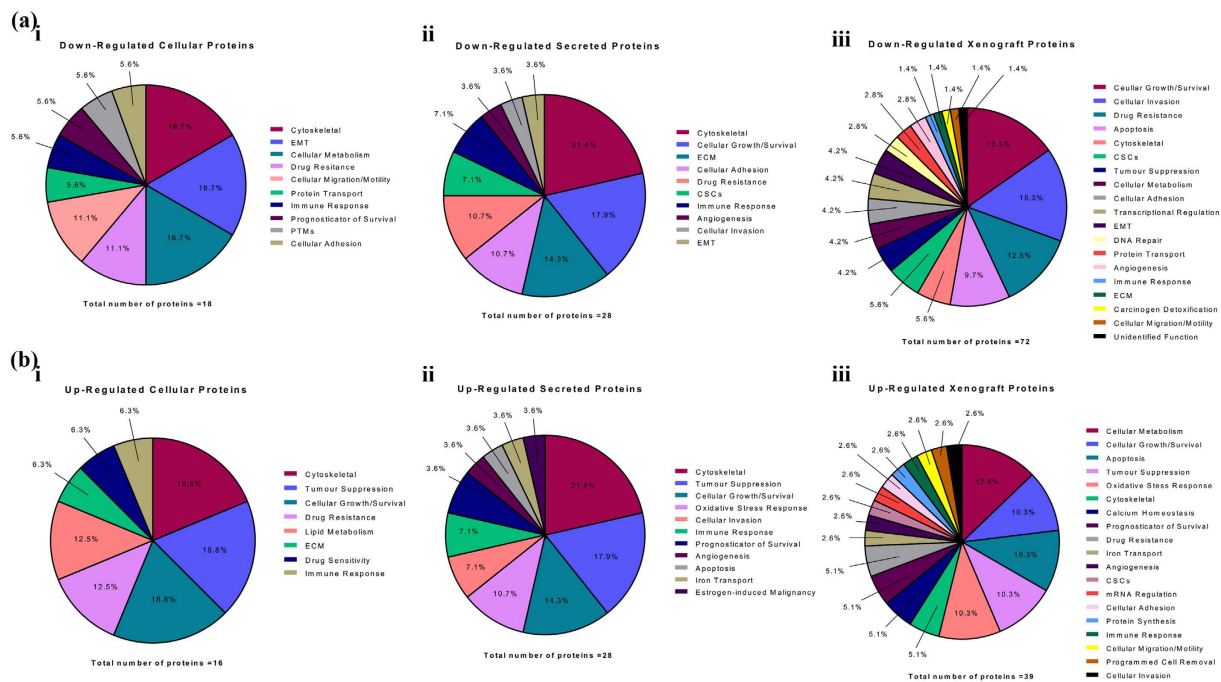 (a)
i
Down-Regulated Cellular Proteins
5.6%
5.6%
5.6%
5.6%
5.6%
11.1%
11.1%
16.7%
16.7%
16.7%
Cytoskeletal
EMT
Cellular Metabolism
Drug Resitance
Cellular Migration/Motility
Protein Transport
Immune Response
Prognosticator of Survival
PTMs
Cellular Adhesion
Total number of proteins =18
ii
Down-Regulated Secreted Proteins
3.6%
3.6%
3.6%
7.1%
7.1%
10.7%
10.7%
14.3%
17.9%
21.4%
Cytoskeletal
Cellular Growth/Survival
ECM
Cellular Adhesion
Drug Resistance
CSCs
Immune Response
Angiogenesis
Cellular Invasion
EMT
Total number of proteins =28
iii
Down-Regulated Xenograft Proteins
1.4%
1.4%
1.4%
1.4%
1.4%
2.8%
2.8%
2.8%
4.2%
4.2%
4.2%
4.2%
4.2%
5.6%
5.6%
9.7%
12.5%
15.3%
15.3%
Ceullar Growth/Survival
Cellular Invasion
Drug Resistance
Apoptosis
Cytoskeletal
CSCs
Tumour Suppression
Cellular Metabolism
Cellular Adhesion
Transcriptional Regulation
EMT
DNA Repair
Protein Transport
Angiogenesis
Immune Response
ECM
Carcinogen Detoxification
Cellular Migration/Motility
Unidentified Function
Total number of proteins =72
(b)
i
Up-Regulated Cellular Proteins
6.3%
6.3%
6.3%
12.5%
12.5%
18.8%
18.8%
18.8%
Cytoskeletal
Tumour Suppression
Cellular Growth/Survival
Drug Resistance
Lipid Metabolism
ECM
Drug Sensitivity
Immune Response
Total number of proteins =16
ii
Up-Regulated Secreted Proteins
3.6%
3.6%
3.6%
3.6%
3.6%
7.1%
7.1%
10.7%
14.3%
17.9%
21.4%
Cytoskeletal
Tumour Suppression
Cellular Growth/Survival
Oxidative Stress Response
Cellular Invasion
Immune Response
Prognosticator of Survival
Angiogenesis
Apoptosis
Iron Transport
Estrogen-induced Malignancy
Total number of proteins =28
iii
Up-Regulated Xenograft Proteins
2.6%
2.6%
2.6%
2.6%
2.6%
2.6%
2.6%
2.6%
2.6%
5.1%
5.1%
5.1%
5.1%
10.3%
10.3%
10.3%
10.3%
12.8%
Cellular Metabolism
Cellular Growth/Survival
Apoptosis
Tumour Suppression
Oxidative Stess Response
Cytoskeletal
Calcium Homeostasis
Prognosticator of Survival
Drug Resistance
Iron Transport
Angiogenesis
CSCs
mRNA Regulation
Cellular Adhesion
Protein Synthesis
Immune Response
Cellular Migration/Motility
Programmed Cell Removal
Cellular Invasion
Total number of proteins =39